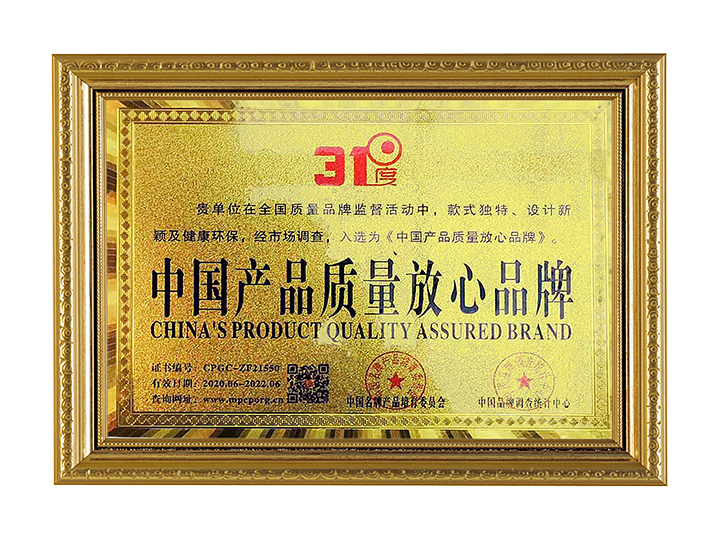 31°度
贵单位在全国质量品牌监督活动中，款式独特、设计新
颖及健康环保，经市场调查，入选为《中国产品质量放心品牌》。
中国产品质量放心品牌
CHINA'S PRODUCT QUALITY ASSURED BRAND
证书编号：CPGC-ZF21550
有效日期：2020.06-2022.06
查询网址：www.mpcporg.cn
中国名牌产品培育委员会
中国品牌调查统计中心